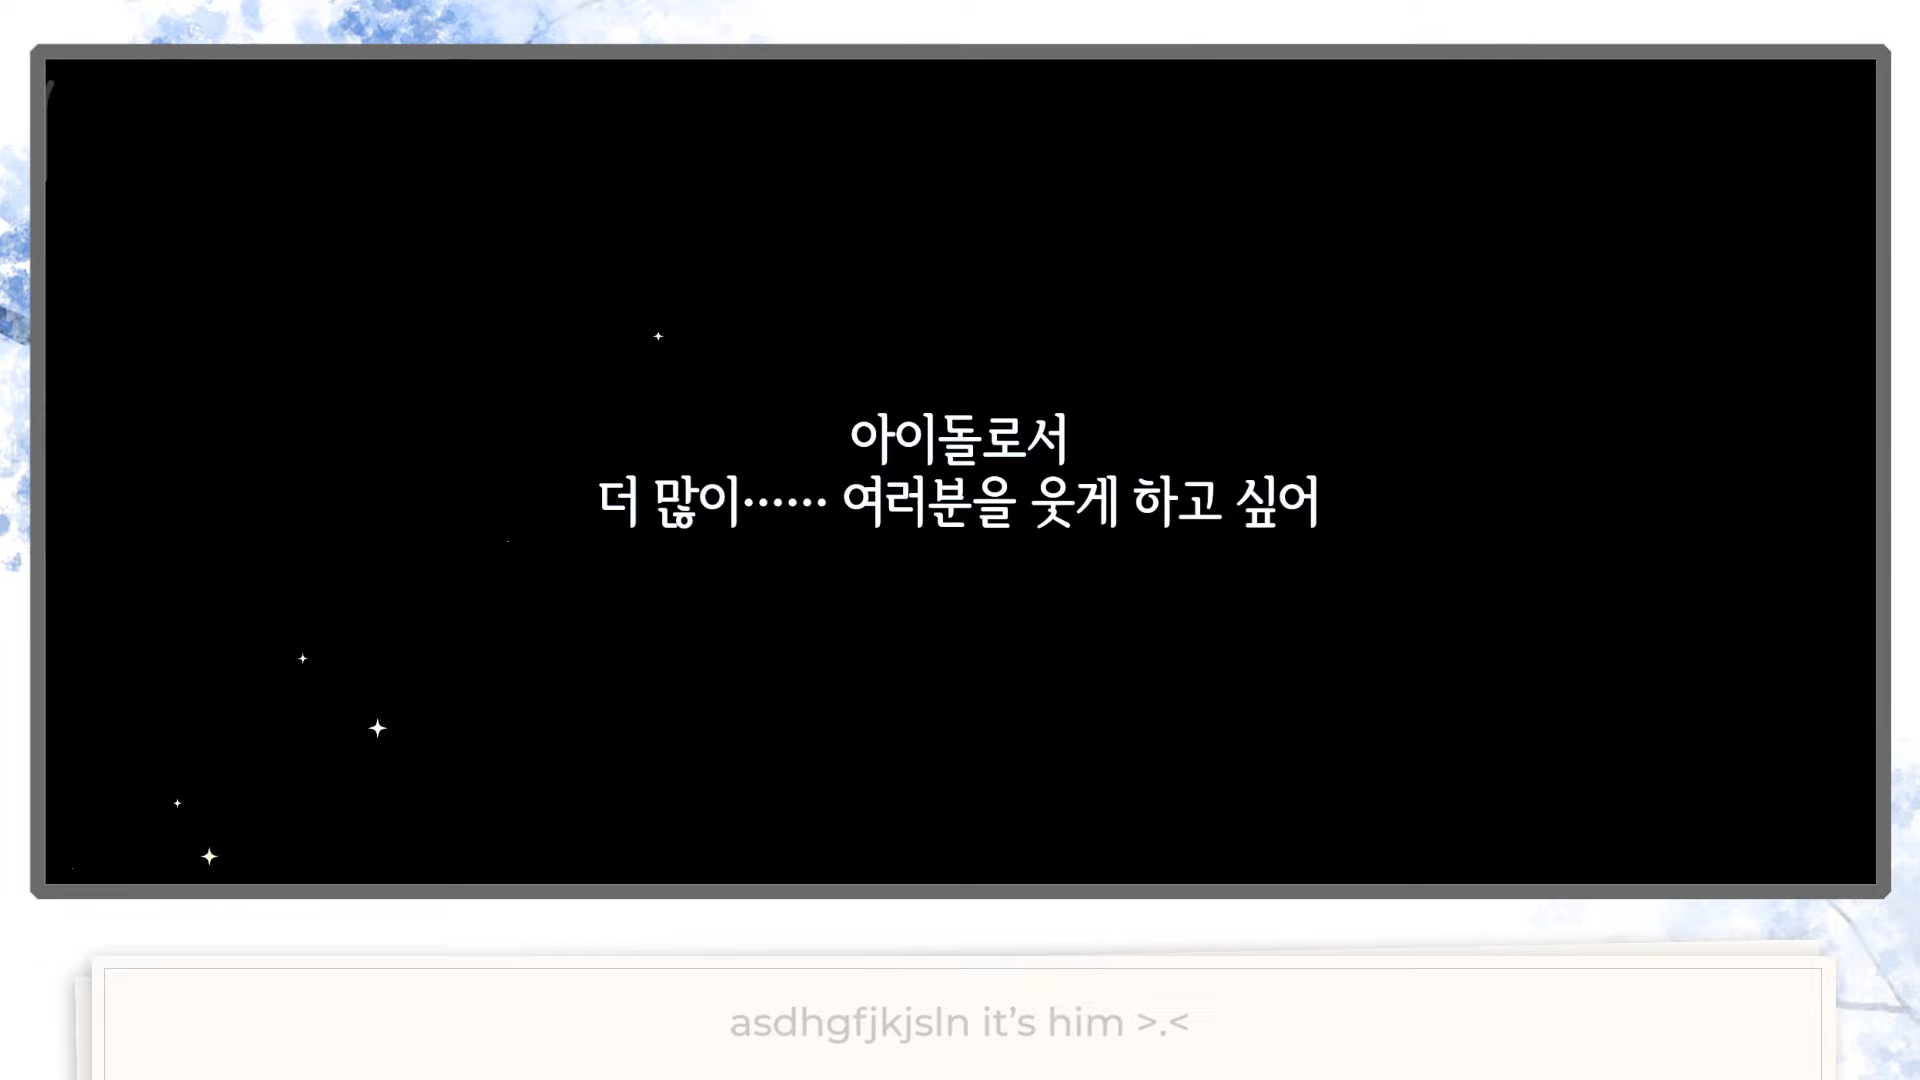 아이돌로서
더 많이⋯⋯ 여러분을 웃게 하고 싶어
asdhgfjkjsln it’s him >.<